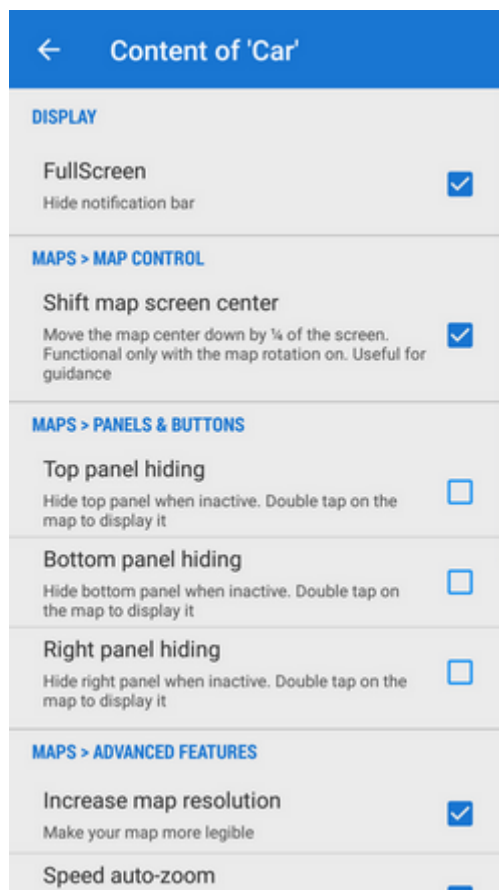 Content of 'Car'
DISPLAY
FullScreen
Hide notification bar
MAPS > MAP CONTROL
Shift map screen center
Move the map center down by ¼ of the screen.
Functional only with the map rotation on. Useful for
guidance
MAPS > PANELS & BUTTONS
Top panel hiding
Hide top panel when inactive. Double tap on the
map to display it
Bottom panel hiding
Hide bottom panel when inactive. Double tap on
the map to display it
Right panel hiding
Hide right panel when inactive. Double tap on the
map to display it
MAPS > ADVANCED FEATURES
Increase map resolution
Make your map more legible
Speed auto-zoom